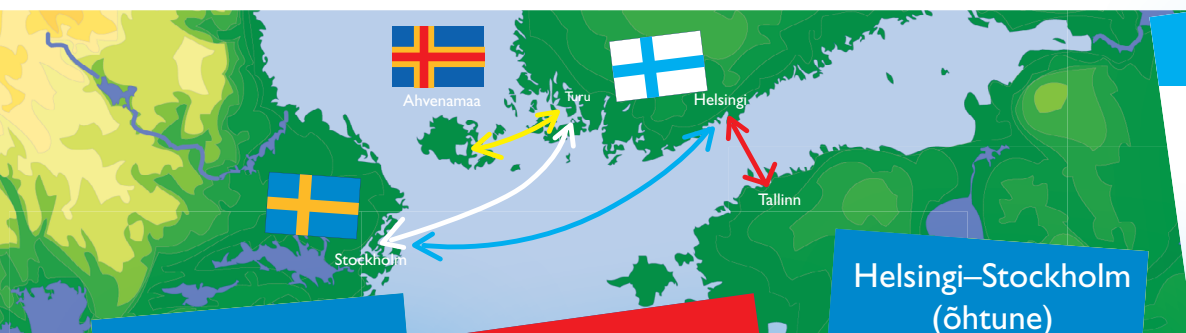 Ahvenamaa
Turu
Helsingi
Tallinn
Stockholm
Helsingi–Stockholm
(õhtune)